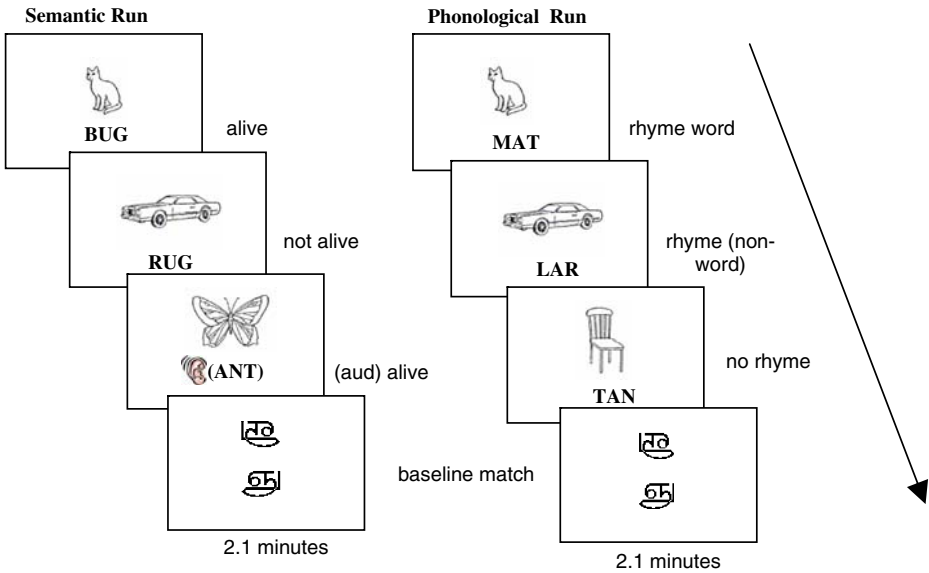 Semantic Run
BUG
alive
RUG
not alive
(ANT)
(aud) alive
baseline match
2.1 minutes
Phonological Run
MAT
rhyme word
LAR
rhyme (non-
word)
TAN
no rhyme
2.1 minutes